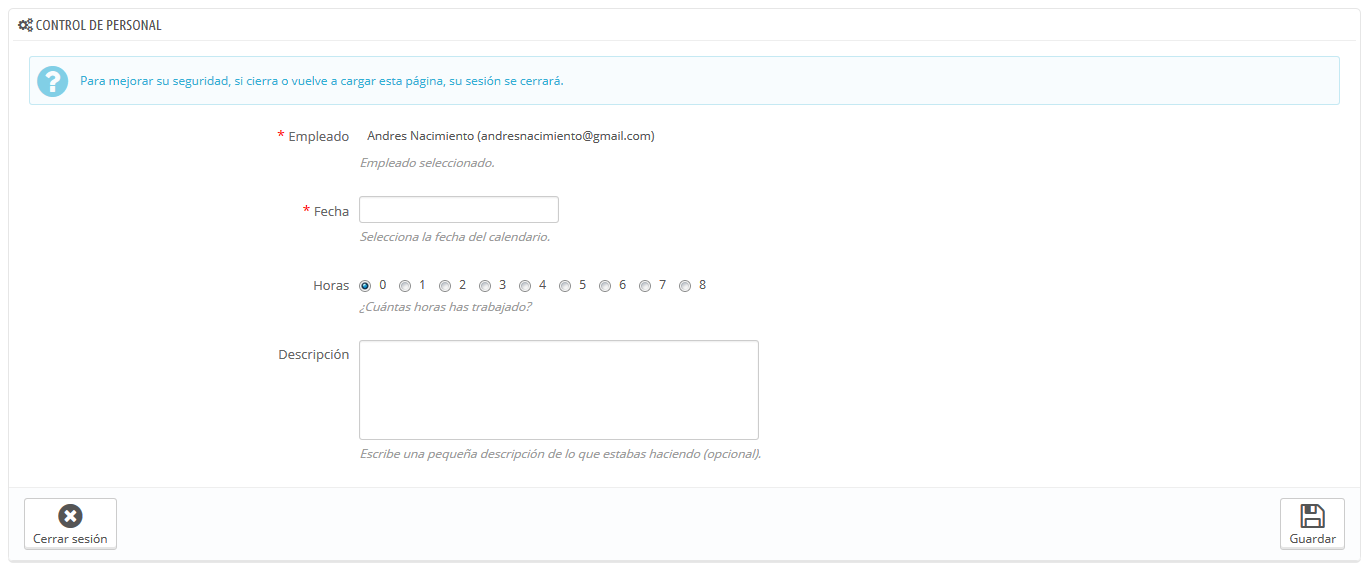 CONTROL DE PERSONAL
Para mejorar su seguridad, si cierra o vuelve a cargar esta página, su sesión se cerrará.
* Empleado Andres Nacimiento (andresnacimiento@gmail.com)
Empleado seleccionado.
* Fecha
Selecciona la fecha del calendario.
Horas 0 1 2 3 4 5 6 7 8
¿Cuántas horas has trabajado?
Descripción
Escribe una pequeña descripción de lo que estabas haciendo (opcional).
Cerrar sesión Guardar